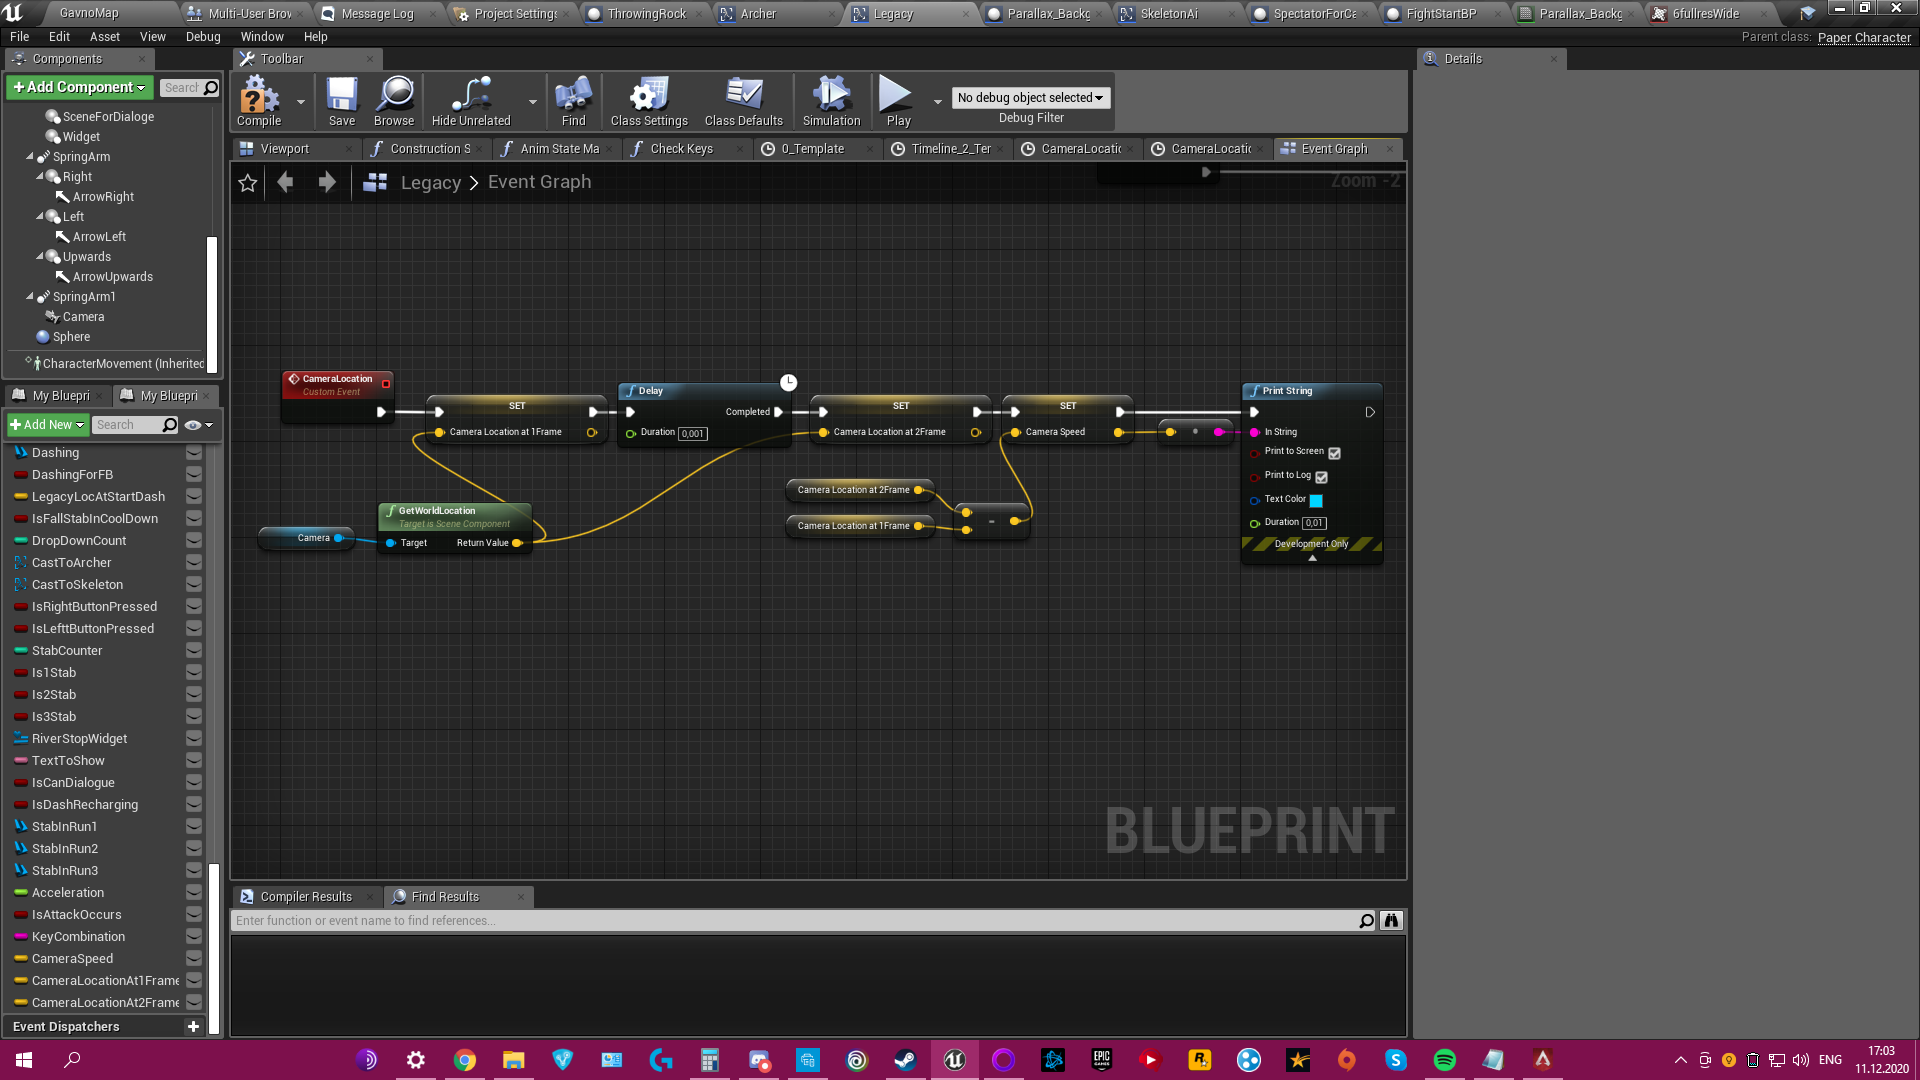 GavnoMap
Multi-User Brov
Message Log
Project Settings
ThrowingRock
Archer
Legacy
Parallax_Backg
SkeletonAi
SpectatorForCa
FightStartBP
Parallax_Backg
6fullresWide
File
Edit
Asset
View
Debug
Window
Help
Parent class:
Paper Character
Components
Toolbar
Details
+Add Component
Search
Compile
Save
Browse
Hide Unrelated
Find
Class Settings
Class Defaults
Simulation
Play
No debug object selected
Debug Filter
SceneForDialoge
Widget
SpringArm
Right
ArrowRight
Left
ArrowLeft
Upwards
ArrowUpwards
SpringArm1
Camera
Sphere
CharacterMovement (Inherited
Viewport
Construction S
Anim State Ma
Check Keys
0_Template
Timeline_2_Ter
CameraLocatic
CameraLocatic
Event Graph
Legacy > Event Graph
Zoom -2
My Bluepri
My Bluepri
+Add New
Search
Dashing
DashingForFB
LegacyLocAtStartDash
IsFallStabInCoolDown
DropDownCount
CastToArcher
CastToSkeleton
IsRightButtonPressed
IsLefttButtonPressed
StabCounter
Is1Stab
Is2Stab
Is3Stab
RiverStopWidget
TextToShow
IsCanDialogue
IsDashRecharging
StabInRun1
StabInRun2
StabInRun3
Acceleration
IsAttackOccurs
KeyCombination
CameraSpeed
CameraLocationAt1Frame
CameraLocationAt2Frame
Event Dispatchers
CameraLocation
Custom Event
SET
Camera Location at 1Frame
Delay
Completed
Duration 0,001
SET
Camera Location at 2Frame
SET
Camera Speed
Print String
In String
Print to Screen
Print to Log
Text Color
Duration 0,01
Development Only
Camera Location at 2Frame
Camera Location at 1Frame
-
Camera
GetWorldLocation
Target is Scene Component
Target
Return Value
BLUEPRINT
Compiler Results
Find Results
Enter function or event name to find references...
EPIC
GAMES
ENG
17:03
11.12.2020